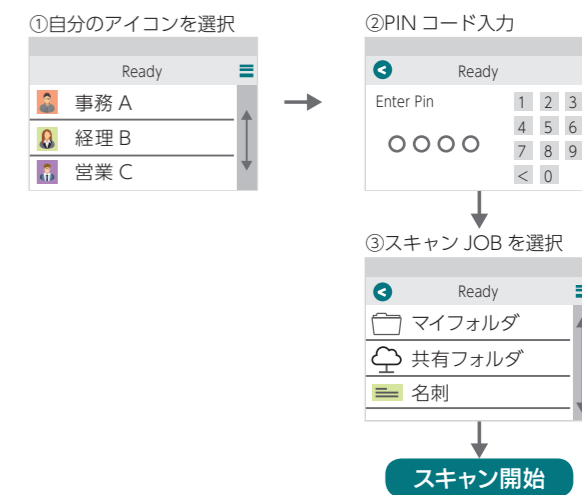 ①自分のアイコンを選択
Ready
事務 A
経理 B
営業 C
②PIN コード入力
Ready
Enter Pin
1 2 3
4 5 6
7 8 9
< 0
③スキャン JOB を選択
Ready
マイフォルダ
共有フォルダ
名刺
スキャン開始